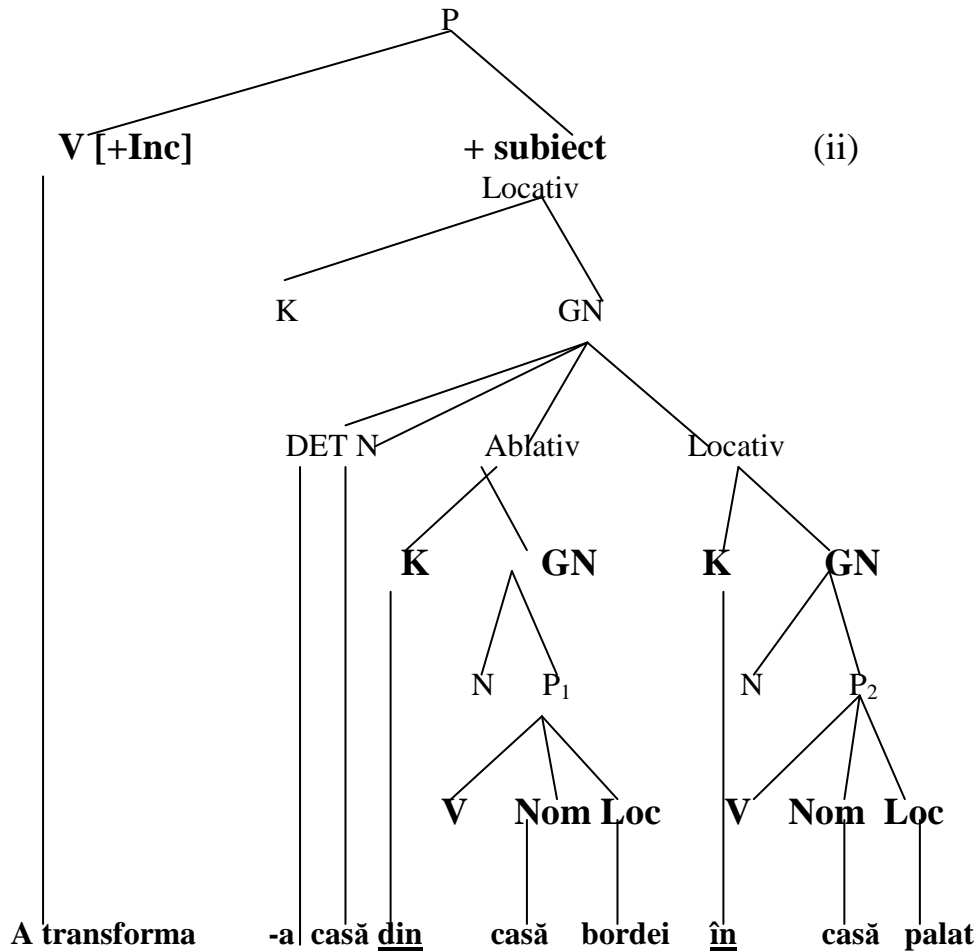 P
V [+Inc] + subiect (ii)
Locativ
K GN
DET N Ablativ Locativ
K GN K GN
N P₁ N P₂
V Nom Loc V Nom Loc
A transforma -a casă din casă bordei în casă palat